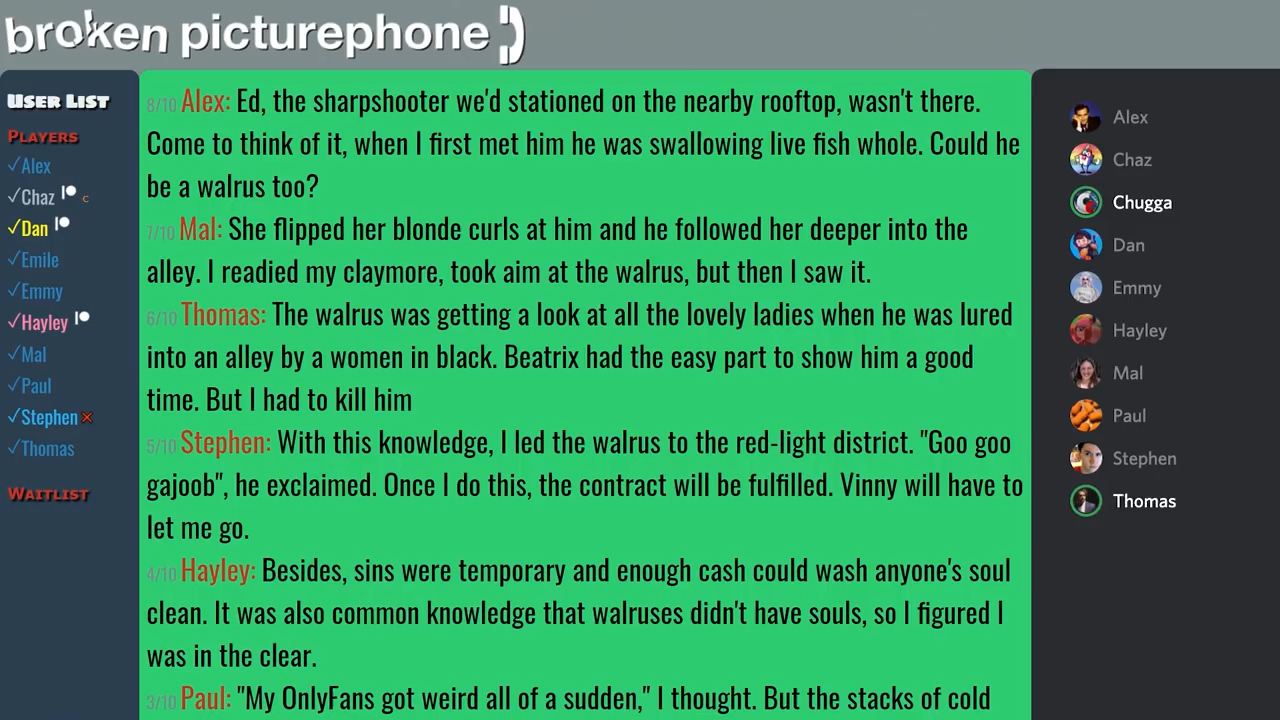 broken picturephone
USER LIST
PLAYERS
✓Alex
✓Chaz c
✓Dan
✓Emile
✓Emmy
✓Hayley
✓Mal
✓Paul
✓Stephen
✓Thomas
WAITLIST
8/10 Alex: Ed, the sharpshooter we'd stationed on the nearby rooftop, wasn't there.
Come to think of it, when I first met him he was swallowing live fish whole. Could he
be a walrus too?
7/10 Mal: She flipped her blonde curls at him and he followed her deeper into the
alley. I readied my claymore, took aim at the walrus, but then I saw it.
6/10 Thomas: The walrus was getting a look at all the lovely ladies when he was lured
into an alley by a women in black. Beatrix had the easy part to show him a good
time. But I had to kill him
5/10 Stephen: With this knowledge, I led the walrus to the red-light district. "Goo goo
gajoob", he exclaimed. Once I do this, the contract will be fulfilled. Vinny will have to
let me go.
4/10 Hayley: Besides, sins were temporary and enough cash could wash anyone's soul
clean. It was also common knowledge that walruses didn't have souls, so I figured I
was in the clear.
3/10 Paul: "My OnlyFans got weird all of a sudden," I thought. But the stacks of cold
Alex
Chaz
Chugga
Dan
Emmy
Hayley
Mal
Paul
Stephen
Thomas